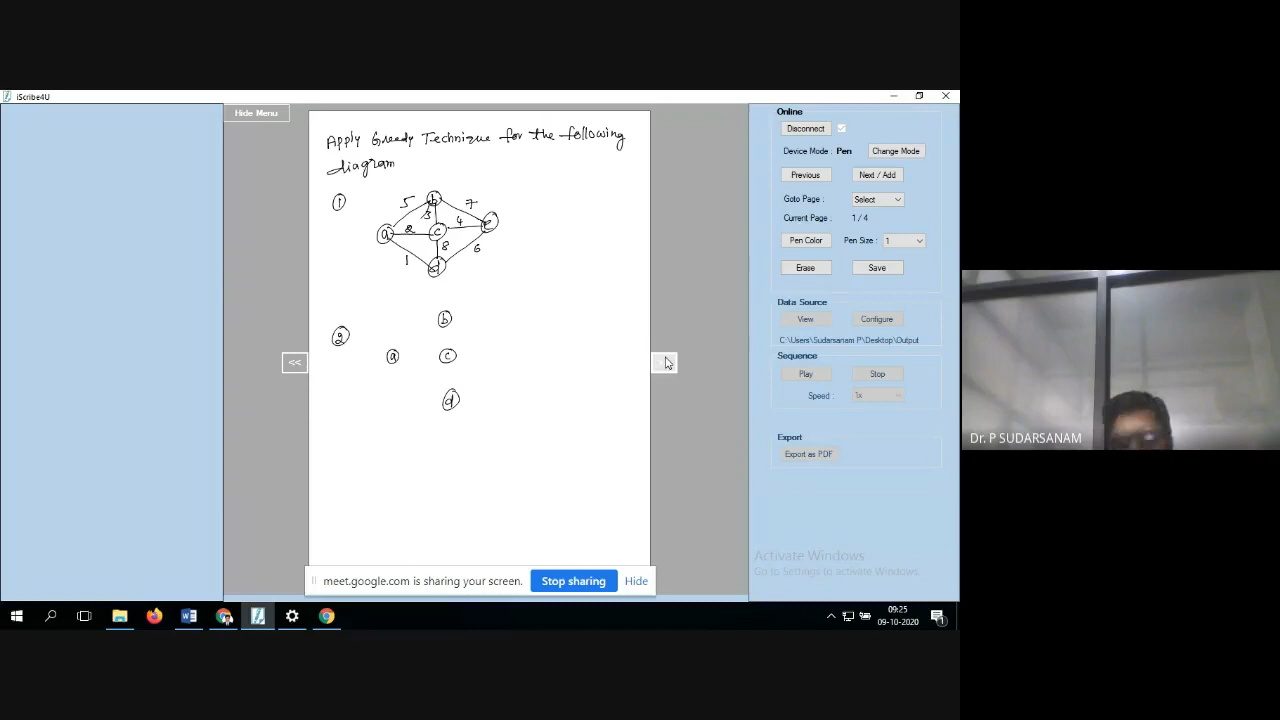 iScribe4U
Hide Menu
Apply Greedy Technique for the following
diagram
1
5
b
7
3
4
e
a
2
c
8
6
1
d
2
b
a
c
d
<<
Online
Disconnect
Device Mode : Pen
Change Mode
Previous
Next / Add
Goto Page :
Select
Current Page : 1 / 4
Pen Color
Pen Size :
1
Erase
Save
Data Source
View
Configure
C:\Users\Sudarsanam P\Desktop\Output
Sequence
Play
Stop
Speed :
1x
Export
Export as PDF
Activate Windows
Go to Settings to activate Windows.
meet.google.com is sharing your screen.
Stop sharing
Hide
09:25
09-10-2020
1
Dr. P SUDARSANAM